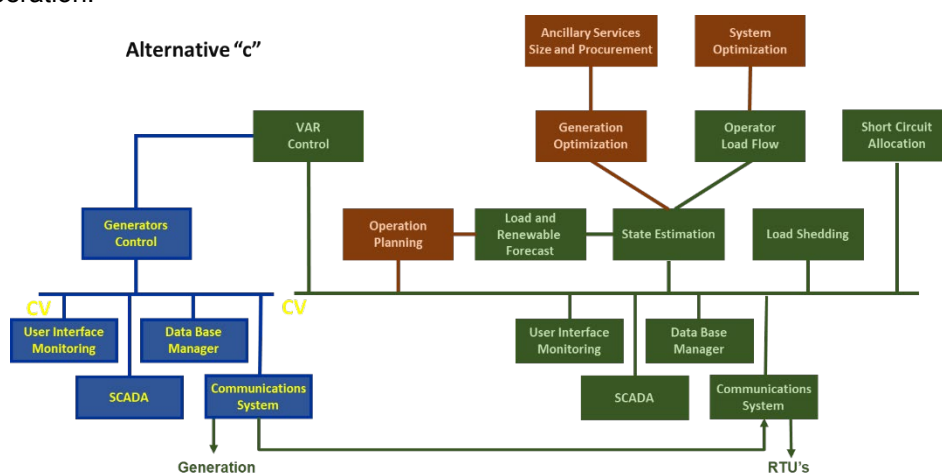 Alternative “c”
Ancillary Services
Size and Procurement
System
Optimization
VAR
Control
Generation
Optimization
Operator
Load Flow
Short Circuit
Allocation
Generators
Control
Operation
Planning
Load and
Renewable
Forecast
State Estimation
Load Shedding
CV
CV
User Interface
Monitoring
Data Base
Manager
User Interface
Monitoring
Data Base
Manager
SCADA
Communications
System
SCADA
Communications
System
Generation
RTU's